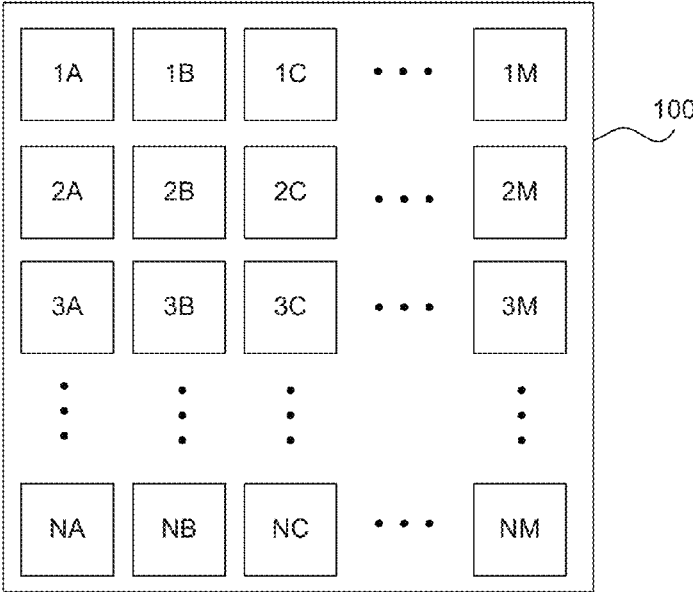 1A 1B 1C • • • 1M
100
2A 2B 2C • • • 2M
3A 3B 3C • • • 3M
NA NB NC • • • NM